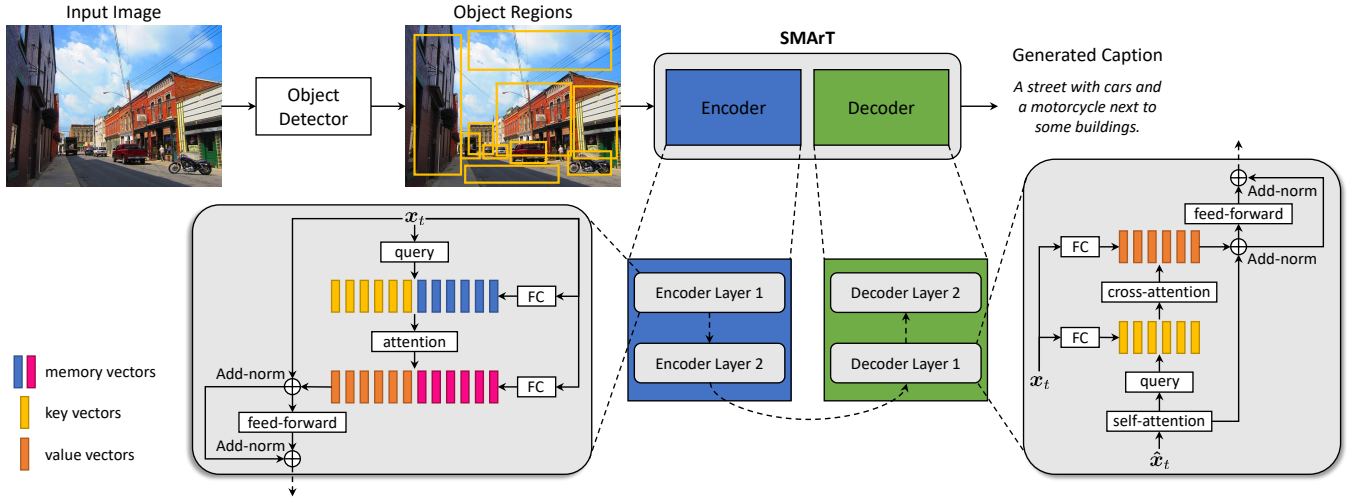 Input Image
Object Regions
SMArT
Generated Caption
Object
Detector
Encoder
Decoder
A street with cars and
a motorcycle next to
some buildings.
x_t
query
FC
attention
FC
Add-norm
feed-forward
Add-norm
memory vectors
key vectors
value vectors
Encoder Layer 1
Encoder Layer 2
Decoder Layer 2
Decoder Layer 1
Add-norm
feed-forward
FC
Add-norm
cross-attention
FC
x_t
query
self-attention
x̂_t